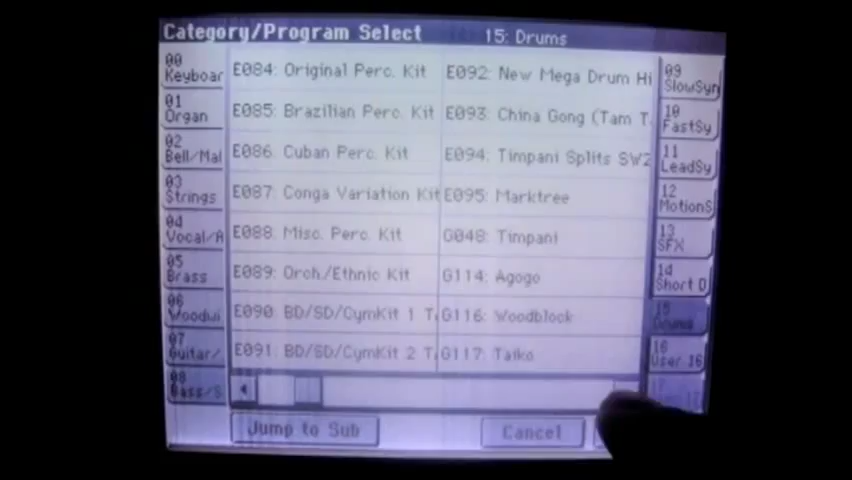 Category/Program Select 15: Drums
00 Keyboar
01 Organ
02 Bell/Mal
03 Strings
04 Vocal/A
05 Brass
06 Woodwi
07 Guitar/
08 Bass/S
E084: Original Perc. Kit
E085: Brazilian Perc. Kit
E086: Cuban Perc. Kit
E087: Conga Variation Kit
E088: Misc. Perc. Kit
E089: Orch./Ethnic Kit
E090: BD/SD/CymKit 1 T
E091: BD/SD/CymKit 2 T
E092: New Mega Drum Hi
E093: China Gong (Tam T
E094: Timpani Splits SW2
E095: Marktree
G048: Timpani
G114: Agogo
G116: Woodblock
G117: Taiko
09 SlowSyn
10 FastSy
11 LeadSy
12 MotionS
13 SFX
14 Short D
15 Drums
16 User 16
17
Jump to Sub
Cancel